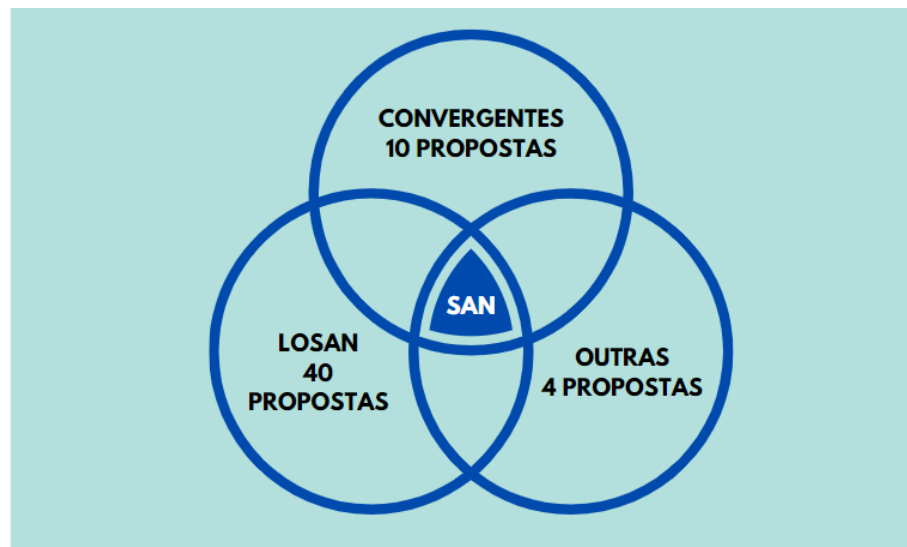 CONVERGENTES
10 PROPOSTAS
SAN
LOSAN
40
PROPOSTAS
OUTRAS
4 PROPOSTAS